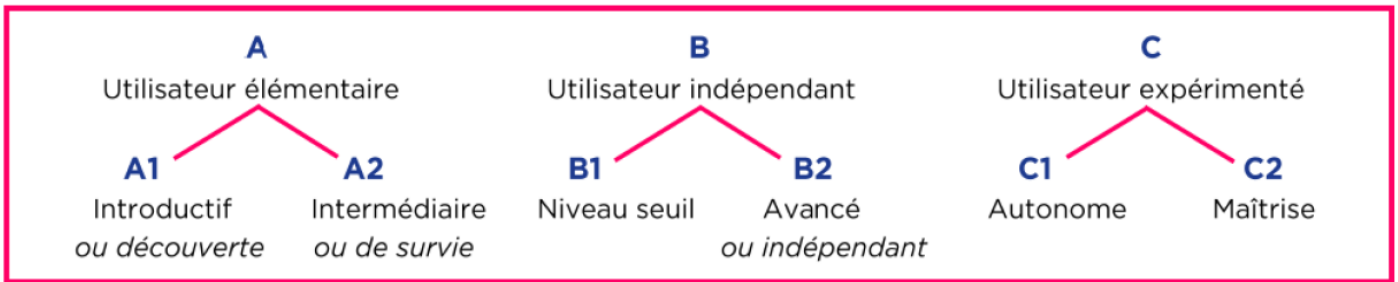 A
Utilisateur élémentaire
A1
Introductif
ou découverte
A2
Intermédiaire
ou de survie
B
Utilisateur indépendant
B1
Niveau seuil
B2
Avancé
ou indépendant
C
Utilisateur expérimenté
C1
Autonome
C2
Maîtrise